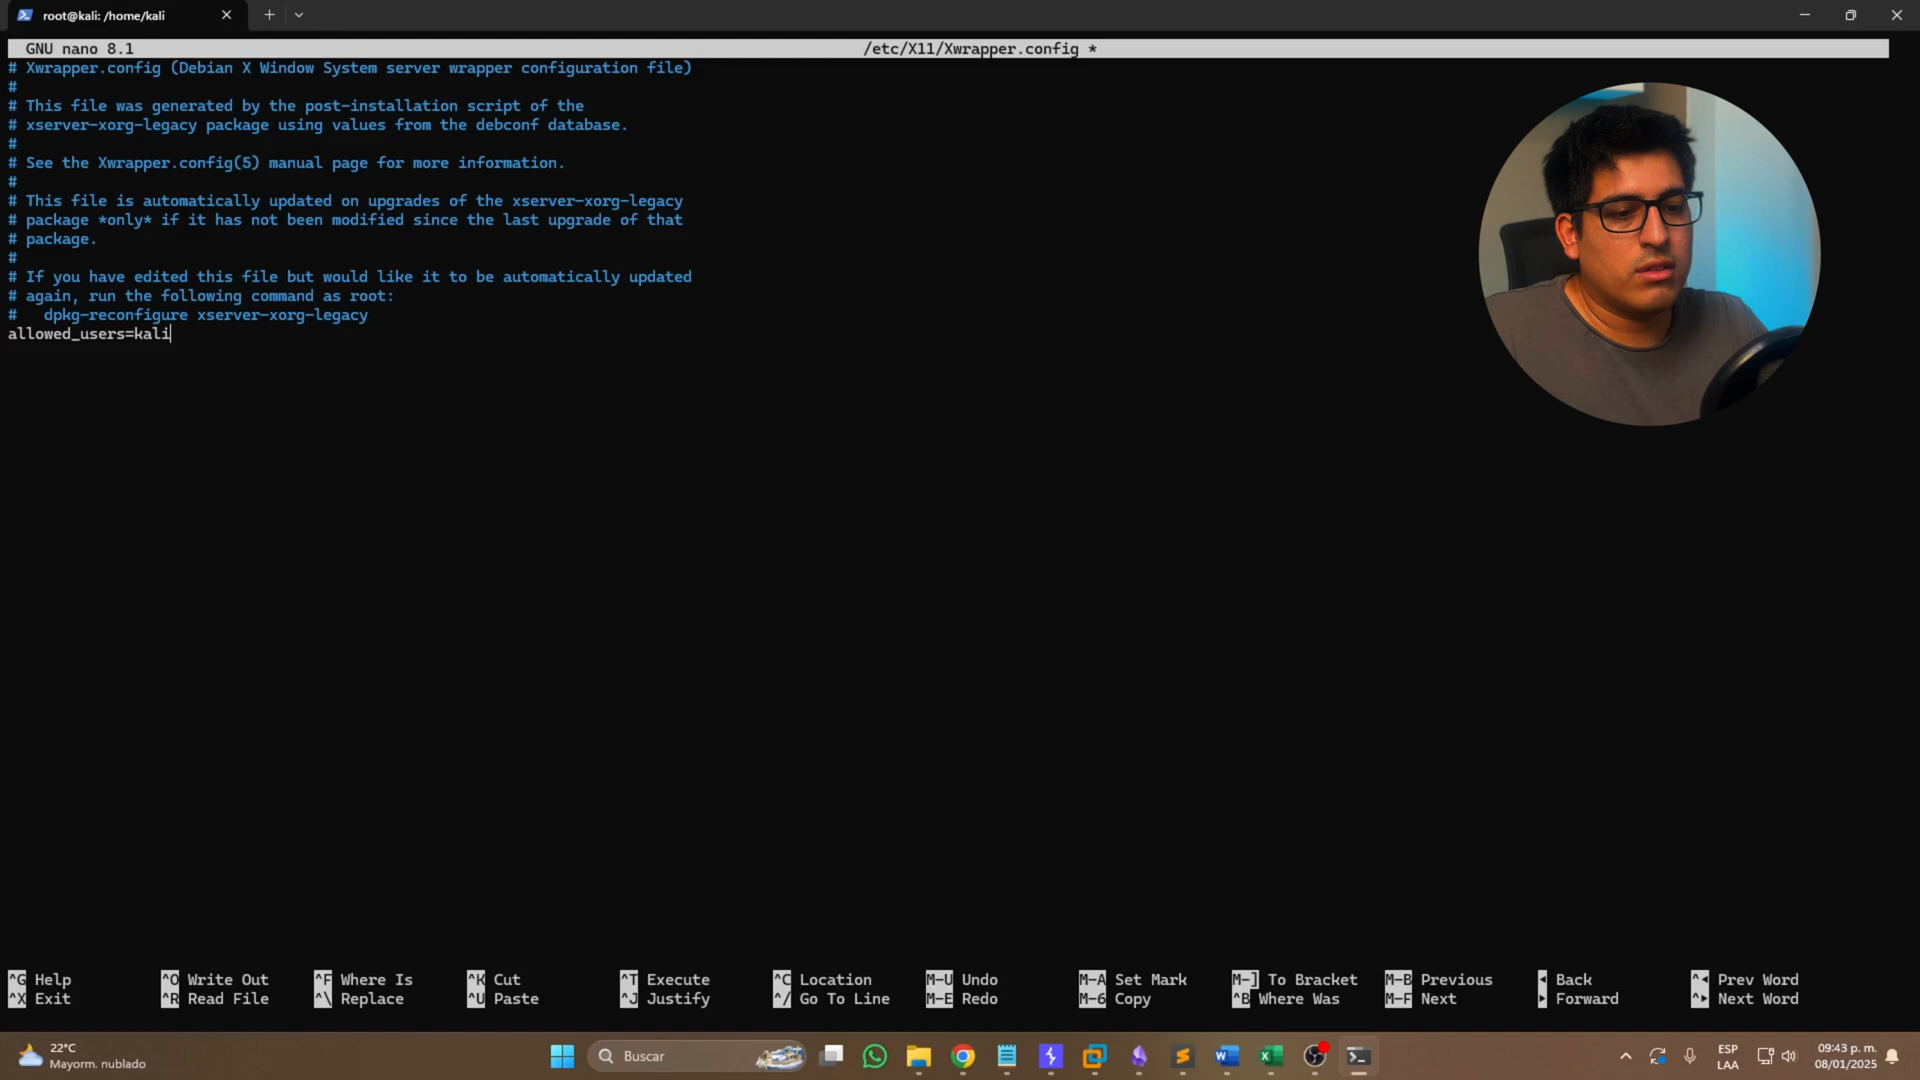 root@kali: /home/kali
GNU nano 8.1
/etc/X11/Xwrapper.config *
# Xwrapper.config (Debian X Window System server wrapper configuration file)
#
# This file was generated by the post-installation script of the
# xserver-xorg-legacy package using values from the debconf database.
#
# See the Xwrapper.config(5) manual page for more information.
#
# This file is automatically updated on upgrades of the xserver-xorg-legacy
# package *only* if it has not been modified since the last upgrade of that
# package.
#
# If you have edited this file but would like it to be automatically updated
# again, run the following command as root:
#   dpkg-reconfigure xserver-xorg-legacy
allowed_users=kali
^G Help ^O Write Out ^F Where Is ^K Cut ^T Execute ^C Location M-U Undo M-A Set Mark M-] To Bracket M-B Previous ◂ Back ^◂ Prev Word
^X Exit ^R Read File ^\ Replace ^U Paste ^J Justify ^/ Go To Line M-E Redo M-6 Copy ^B Where Was M-F Next ▸ Forward ^▸ Next Word
22°C
Mayorm. nublado
Buscar
ESP
LAA
09:43 p. m.
08/01/2025